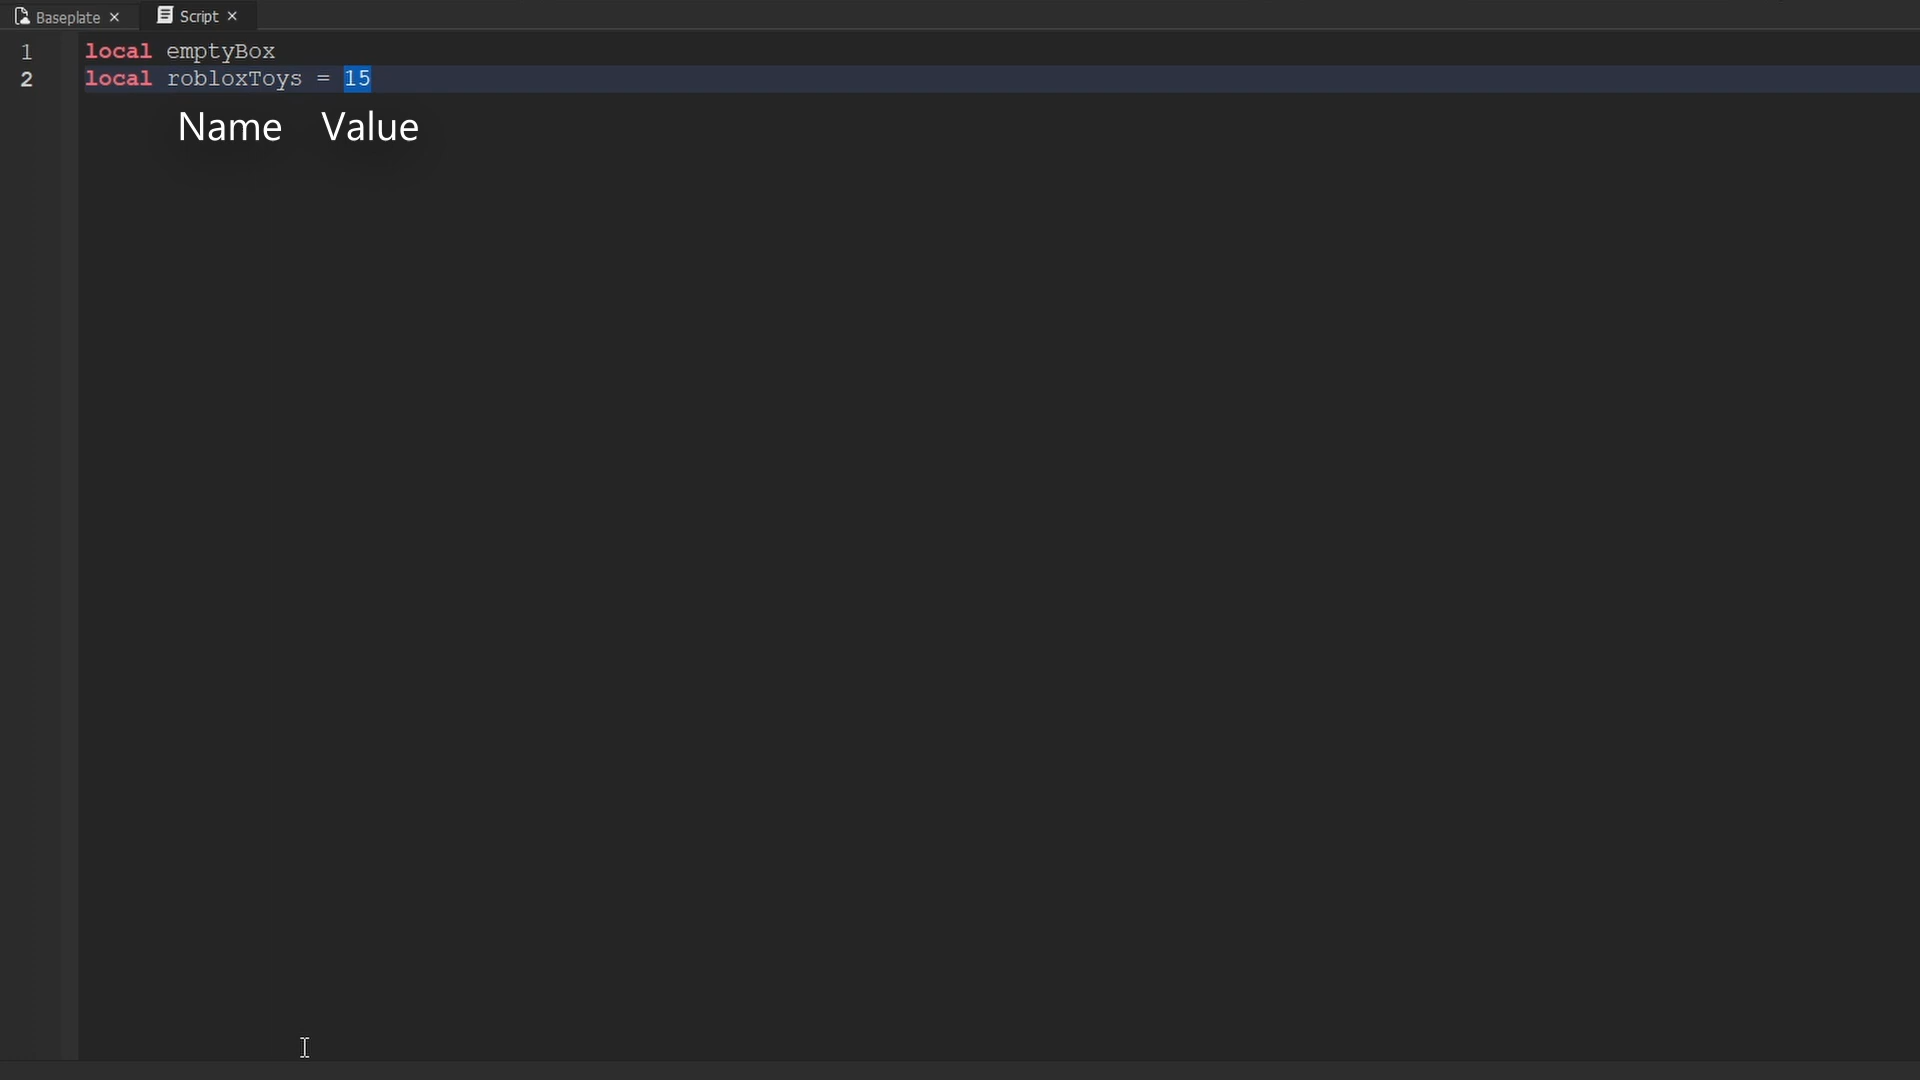 Baseplate × Script ×
1 local emptyBox
2 local robloxToys = 15
Name Value